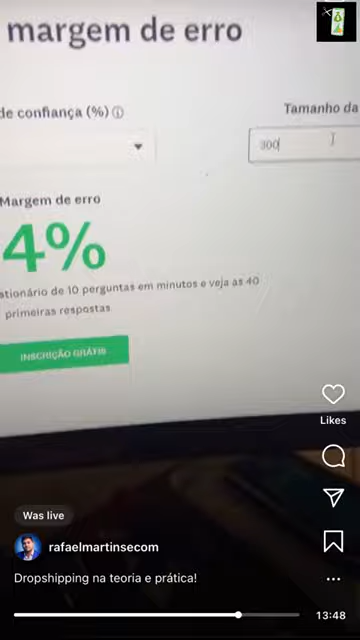 margem de erro
de confiança (%)
Tamanho da
300
Margem de erro
4%
stionário de 10 perguntas em minutos e veja as 40
primeiras respostas
INSCRIÇÃO GRÁTIS
Likes
Was live
rafaelmartinsecom
Dropshipping na teoria e prática!
13:48